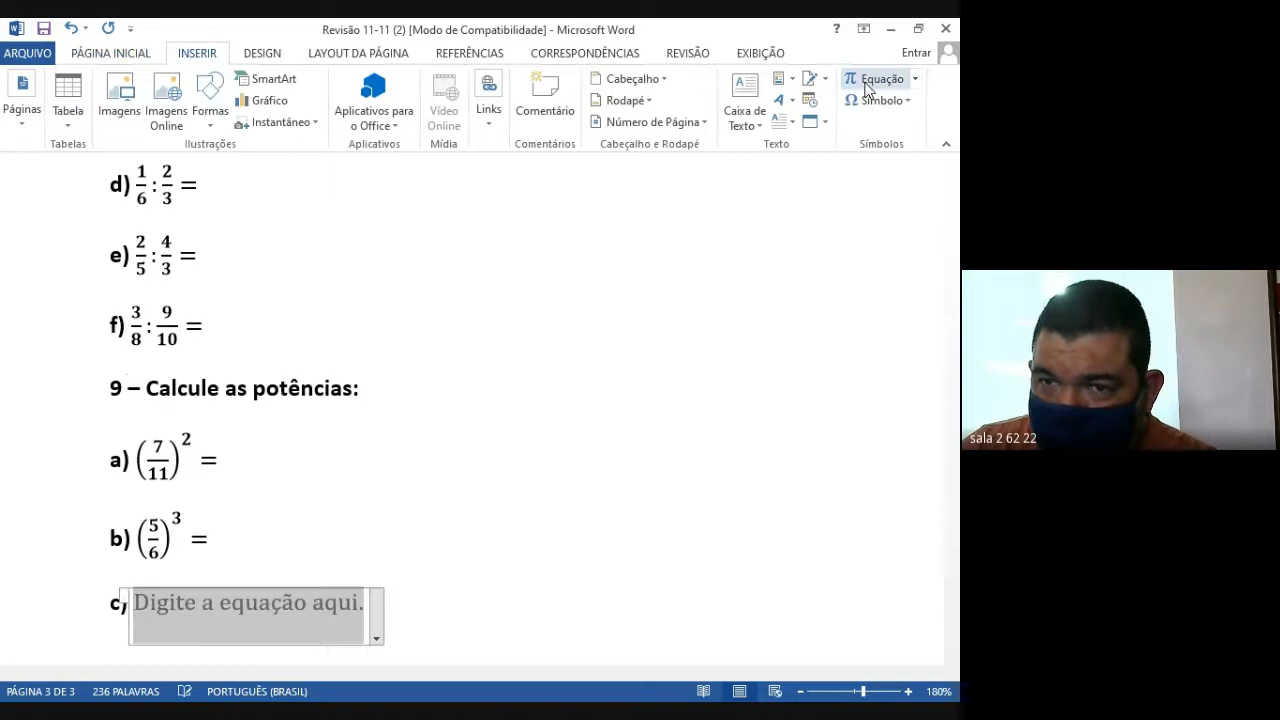 Revisão 11-11 (2) [Modo de Compatibilidade] - Microsoft Word
ARQUIVO PÁGINA INICIAL INSERIR DESIGN LAYOUT DA PÁGINA REFERÊNCIAS CORRESPONDÊNCIAS REVISÃO EXIBIÇÃO Entrar
Páginas
Tabela
Imagens
Imagens Online
Formas
SmartArt
Gráfico
Instantâneo
Aplicativos para o Office
Vídeo Online
Links
Comentário
Cabeçalho
Rodapé
Número de Página
Caixa de Texto
π Equação
Ω Símbolo
Tabelas Ilustrações Aplicativos Mídia Comentários Cabeçalho e Rodapé Texto Símbolos
d) 1/6 : 2/3 =
e) 2/5 : 4/3 =
f) 3/8 : 9/10 =
9 – Calcule as potências:
a) (7/11)^2 =
b) (5/6)^3 =
c) Digite a equação aqui.
sala 2 62 22
PÁGINA 3 DE 3 236 PALAVRAS PORTUGUÊS (BRASIL) 180%